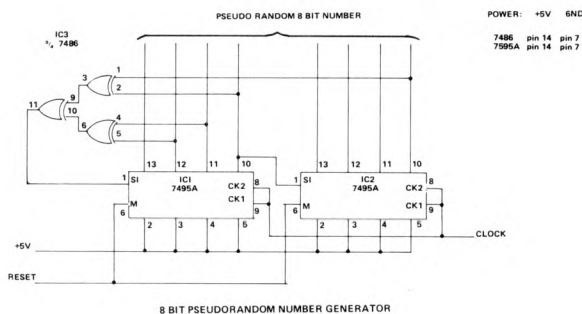 PSEUDO RANDOM 8 BIT NUMBER
POWER: +5V GND
7486 pin 14 pin 7
7595A pin 14 pin 7
IC3
¾ 7486
3 1
2
11 9
10
6 4
5
13 12 11 10
13 12 11 10
1 SI IC1 7495A CK2 8
CK1 9
M
6
2 3 4 5
1 SI IC2 7495A CK2 8
CK1 9
M
6
2 3 4 5
+5V
CLOCK
RESET
8 BIT PSEUDORANDOM NUMBER GENERATOR